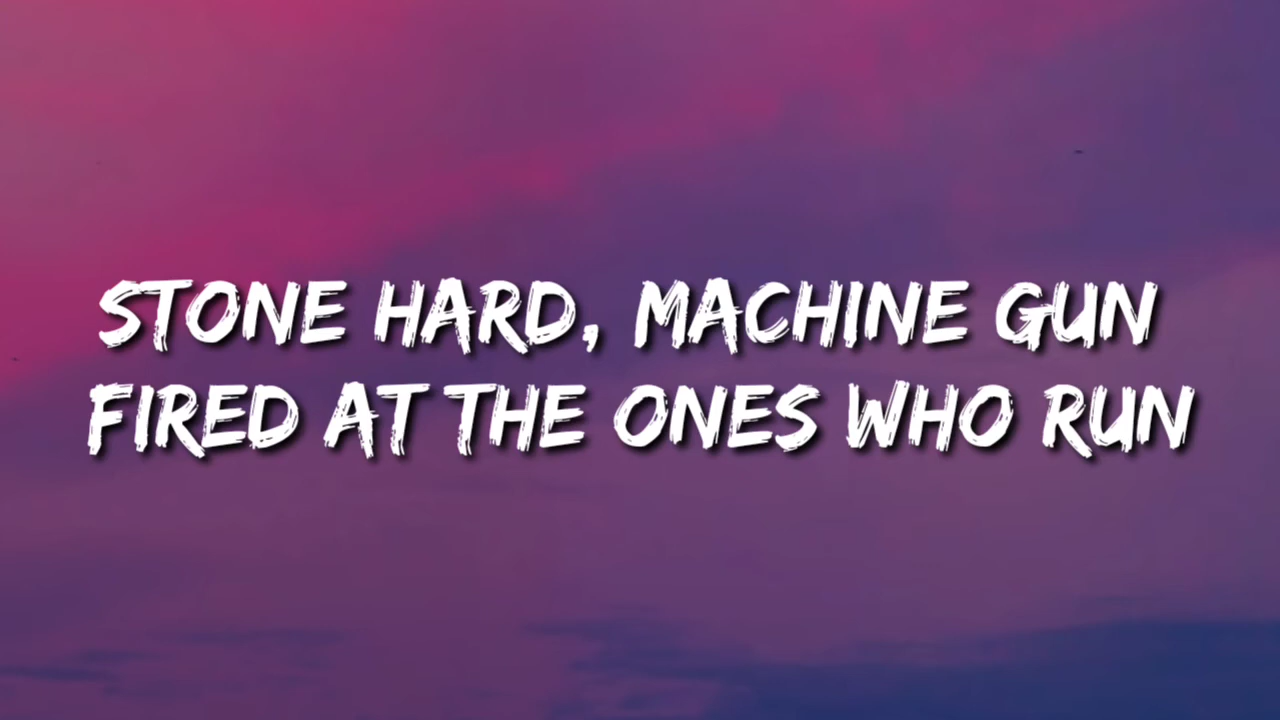 STONE HARD, MACHINE GUN
FIRED AT THE ONES WHO RUN